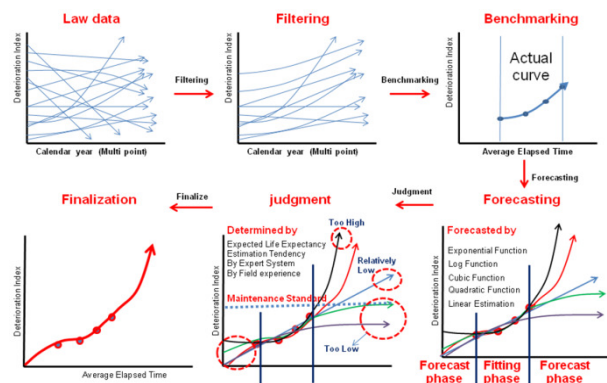 Law data
Deterioration Index
Calendar year (Multi point)
Filtering
Filtering
Deterioration Index
Calendar year (Multi point)
Benchmarking
Benchmarking
Deterioration Index
Actual
curve
Average Elapsed Time
Forecasting
Forecasting
Deterioration Index
Forecasted by
Exponential Function
Log Function
Cubic Function
Quadratic Function
Linear Estimation
Forecast
phase
Fitting
phase
Forecast
phase
Judgment
judgment
Deterioration Index
Determined by
Expected Life Expectancy
Estimation Tendency
By Expert System
By Field experience
Too High
Relatively
Low
Maintenance Standard
Too Low
Finalize
Finalization
Deterioration Index
Average Elapsed Time